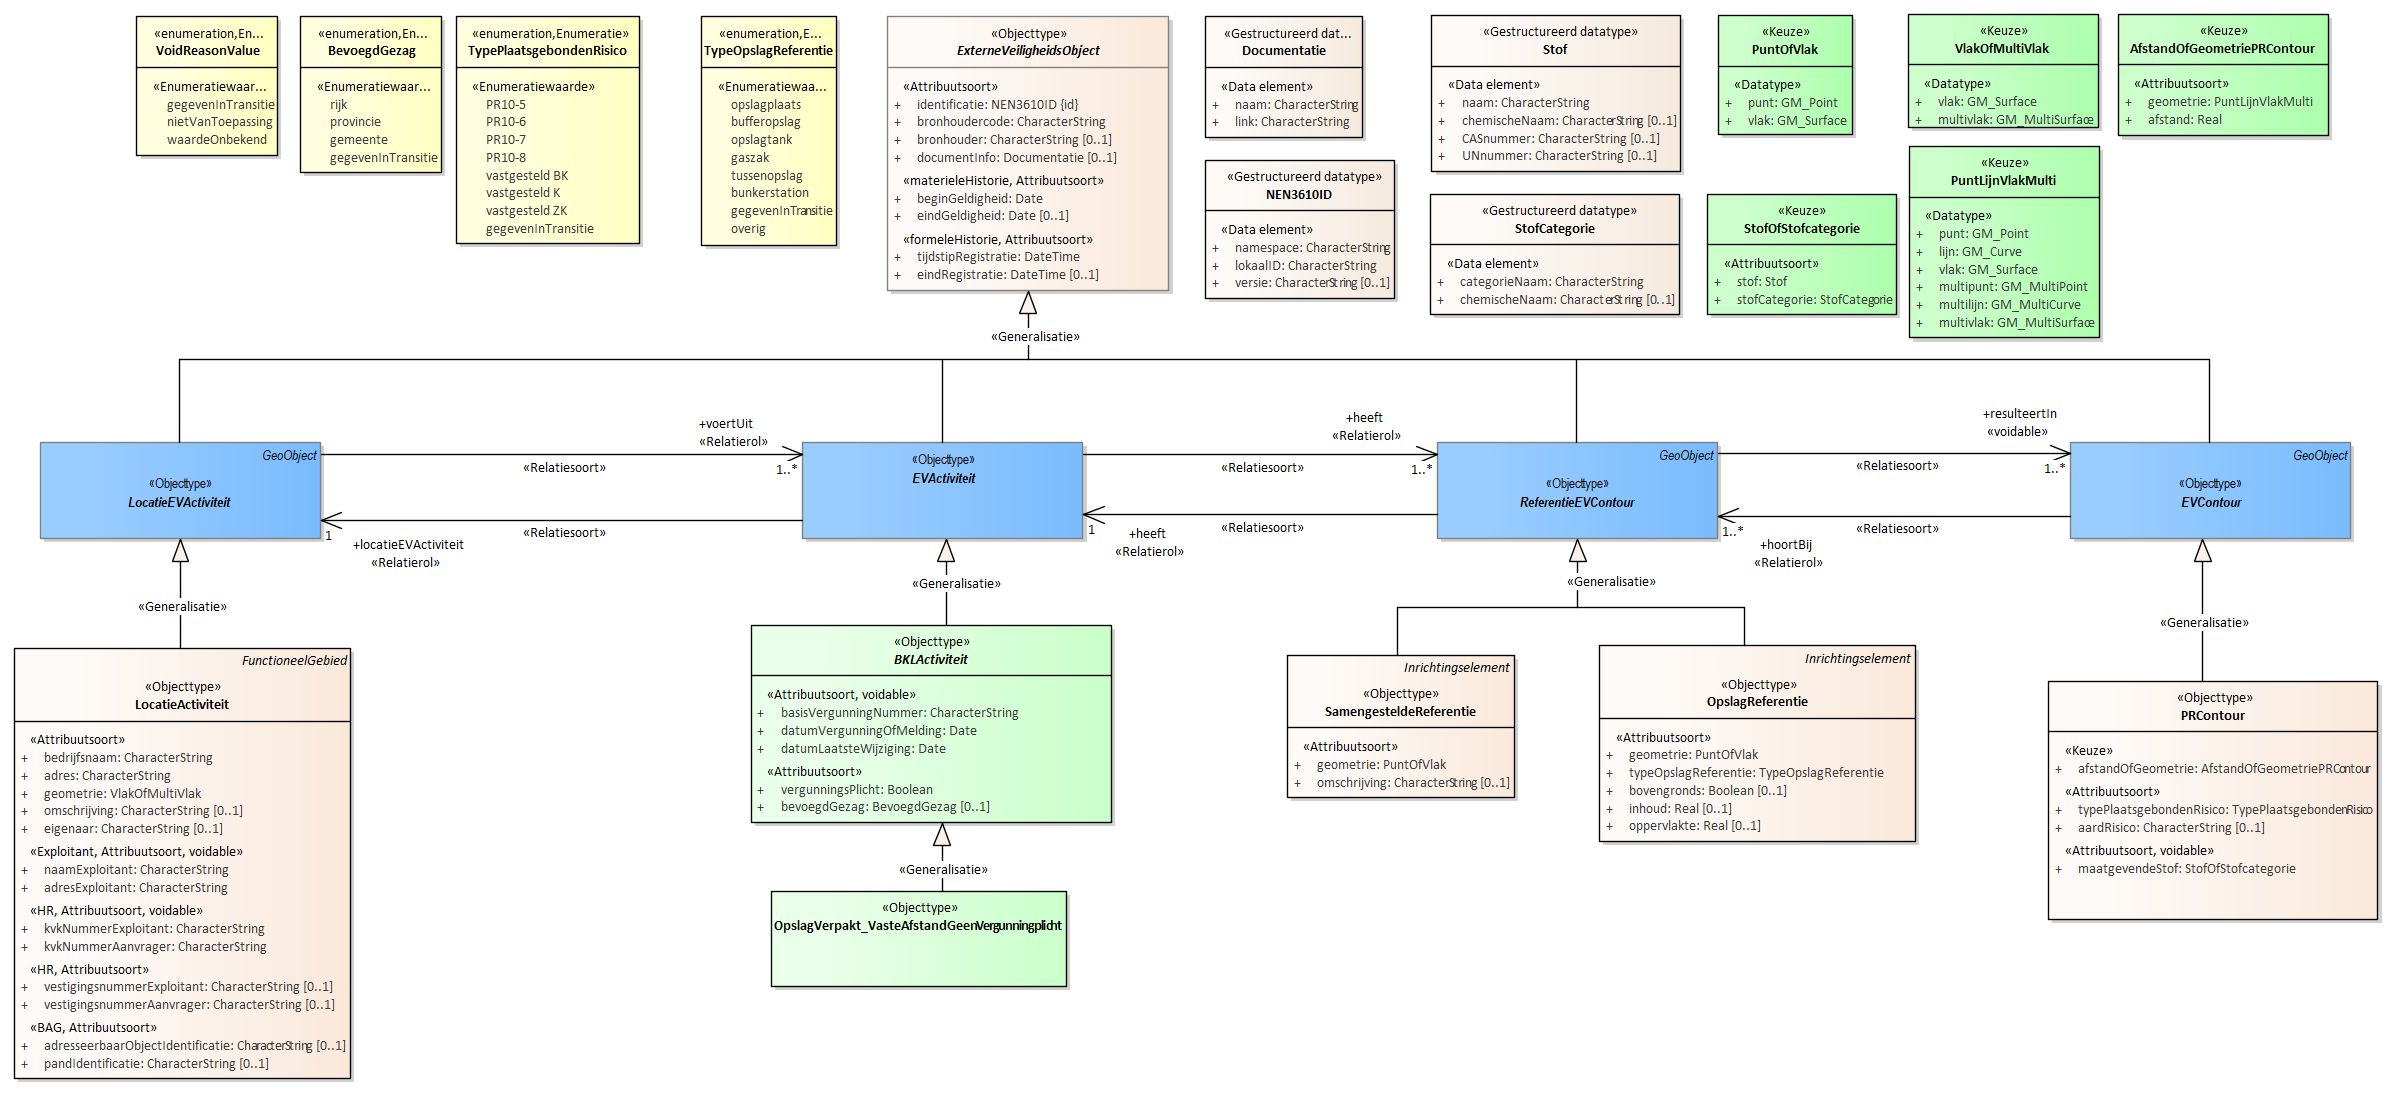 «enumeration,En...
VoidReasonValue
«Enumeratiewaar...
gegevenInTransitie
nietVanToepassing
waardeOnbekend
«enumeration,En...
BevoegdGezag
«Enumeratiewaar...
rijk
provincie
gemeente
gegevenInTransitie
«enumeration,Enumeratie»
TypePlaatsgebondenRisico
«Enumeratiewaarde»
PR10-5
PR10-6
PR10-7
PR10-8
vastgesteld BK
vastgesteld K
vastgesteld ZK
gegevenInTransitie
«enumeration,E...
TypeOpslagReferentie
«Enumeratiewaa...
opslagplaats
bufferopslag
opslagtank
gaszak
tussenopslag
bunkerstation
gegevenInTransitie
overig
«Objecttype»
ExterneVeiligheidsObject
«Attribuutsoort»
+ identificatie: NEN3610ID {id}
+ bronhoudercode: CharacterString
+ bronhouder: CharacterString [0..1]
+ documentInfo: Documentatie [0..1]
«materieleHistorie, Attribuutsoort»
+ beginGeldigheid: Date
+ eindGeldigheid: Date [0..1]
«formeleHistorie, Attribuutsoort»
+ tijdstipRegistratie: DateTime
+ eindRegistratie: DateTime [0..1]
«Gestructureerd dat...
Documentatie
«Data element»
+ naam: CharacterString
+ link: CharacterString
«Gestructureerd datatype»
NEN3610ID
«Data element»
+ namespace: CharacterString
+ lokaalID: CharacterString
+ versie: CharacterString [0..1]
«Gestructureerd datatype»
Stof
«Data element»
+ naam: CharacterString
+ chemischeNaam: CharacterString [0..1]
+ CASnummer: CharacterString [0..1]
+ UNnummer: CharacterString [0..1]
«Gestructureerd datatype»
StofCategorie
«Data element»
+ categorieNaam: CharacterString
+ chemischeNaam: CharacterString [0..1]
«Keuze»
PuntOfVlak
«Datatype»
+ punt: GM_Point
+ vlak: GM_Surface
«Keuze»
StofOfStofcategorie
«Attribuutsoort»
+ stof: Stof
+ stofCategorie: StofCategorie
«Keuze»
VlakOfMultiVlak
«Datatype»
+ vlak: GM_Surface
+ multivlak: GM_MultiSurface
«Keuze»
PuntLijnVlakMulti
«Datatype»
+ punt: GM_Point
+ lijn: GM_Curve
+ vlak: GM_Surface
+ multipunt: GM_MultiPoint
+ multilijn: GM_MultiCurve
+ multivlak: GM_MultiSurface
«Keuze»
AfstandOfGeometriePRContour
«Attribuutsoort»
+ geometrie: PuntLijnVlakMulti
+ afstand: Real
«Generalisatie»
GeoObject
«Objecttype»
LocatieEVActiviteit
+voertUit
«Relatierol»
1..*
«Relatiesoort»
«Relatiesoort»
1
+locatieEVActiviteit
«Relatierol»
«Objecttype»
EVActiviteit
+heeft
«Relatierol»
1..*
«Relatiesoort»
«Relatiesoort»
1
+heeft
«Relatierol»
GeoObject
«Objecttype»
ReferentieEVContour
+resulteertIn
«voidable»
1..*
«Relatiesoort»
«Relatiesoort»
1..*
+hoortBij
«Relatierol»
GeoObject
«Objecttype»
EVContour
«Generalisatie»
«Generalisatie»
«Generalisatie»
«Generalisatie»
FunctioneelGebied
«Objecttype»
LocatieActiviteit
«Attribuutsoort»
+ bedrijfsnaam: CharacterString
+ adres: CharacterString
+ geometrie: VlakOfMultiVlak
+ omschrijving: CharacterString [0..1]
+ eigenaar: CharacterString [0..1]
«Exploitant, Attribuutsoort, voidable»
+ naamExploitant: CharacterString
+ adresExploitant: CharacterString
«HR, Attribuutsoort, voidable»
+ kvkNummerExploitant: CharacterString
+ kvkNummerAanvrager: CharacterString
«HR, Attribuutsoort»
+ vestigingsnummerExploitant: CharacterString [0..1]
+ vestigingsnummerAanvrager: CharacterString [0..1]
«BAG, Attribuutsoort»
+ adresseerbaarObjectIdentificatie: CharacterString [0..1]
+ pandIdentificatie: CharacterString [0..1]
«Objecttype»
BKLActiviteit
«Attribuutsoort, voidable»
+ basisVergunningNummer: CharacterString
+ datumVergunningOfMelding: Date
+ datumLaatsteWijziging: Date
«Attribuutsoort»
+ vergunningsPlicht: Boolean
+ bevoegdGezag: BevoegdGezag [0..1]
«Generalisatie»
«Objecttype»
OpslagVerpakt_VasteAfstandGeenVergunningplicht
Inrichtingselement
«Objecttype»
SamengesteldeReferentie
«Attribuutsoort»
+ geometrie: PuntOfVlak
+ omschrijving: CharacterString [0..1]
Inrichtingselement
«Objecttype»
OpslagReferentie
«Attribuutsoort»
+ geometrie: PuntOfVlak
+ typeOpslagReferentie: TypeOpslagReferentie
+ bovengronds: Boolean [0..1]
+ inhoud: Real [0..1]
+ oppervlakte: Real [0..1]
«Objecttype»
PRContour
«Keuze»
+ afstandOfGeometrie: AfstandOfGeometriePRContour
«Attribuutsoort»
+ typePlaatsgebondenRisico: TypePlaatsgebondenRisico
+ aardRisico: CharacterString [0..1]
«Attribuutsoort, voidable»
+ maatgevendeStof: StofOfStofcategorie